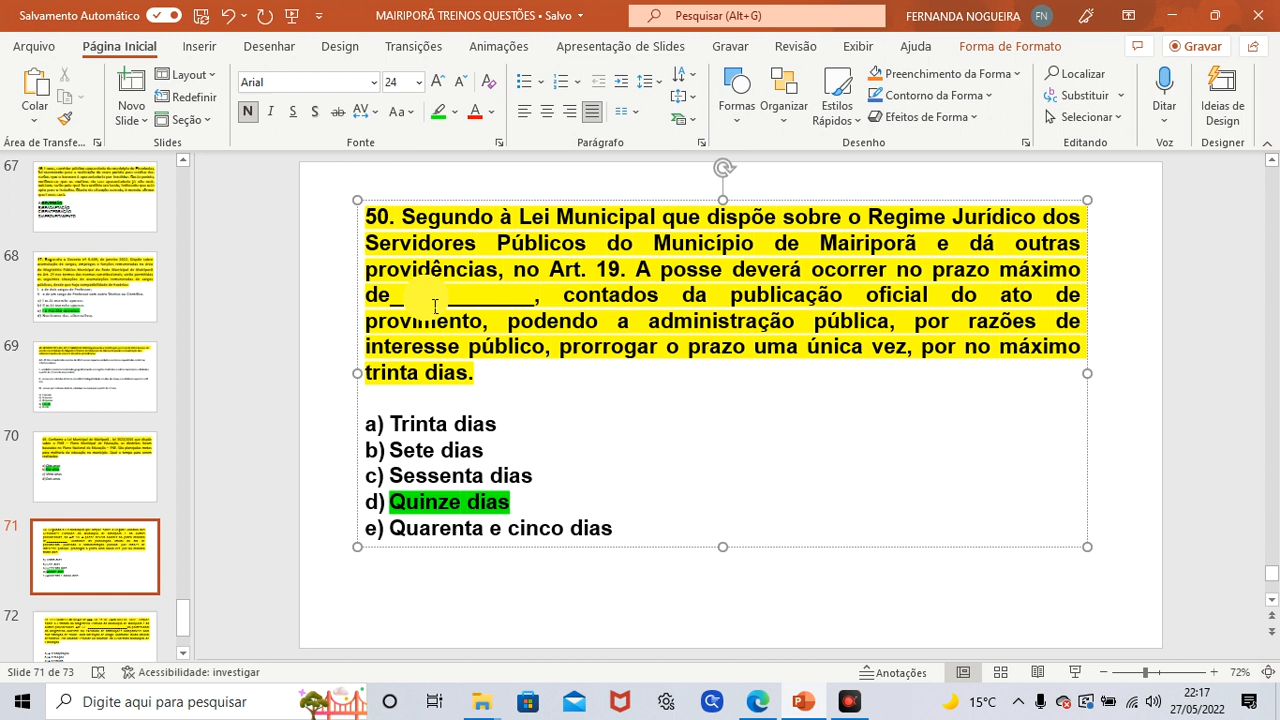 Salvamento Automático
MAIRIPORÃ TREINOS QUESTÕES • Salvo
Pesquisar (Alt+G)
FERNANDA NOGUEIRA
FN
Arquivo
Página Inicial
Inserir
Desenhar
Design
Transições
Animações
Apresentação de Slides
Gravar
Revisão
Exibir
Ajuda
Forma de Formato
Gravar
Colar
Novo
Slide
Layout
Redefinir
Seção
Arial
24
N I S S ab AV Aa A
Formas
Organizar
Estilos
Rápidos
Preenchimento da Forma
Contorno da Forma
Efeitos de Forma
Localizar
Substituir
Selecionar
Ditar
Ideias de
Design
Área de Transfe...
Slides
Fonte
Parágrafo
Desenho
Editando
Voz
Designer
67
68
69
70
71
72
50. Segundo à Lei Municipal que dispõe sobre o Regime Jurídico dos
Servidores Públicos do Município de Mairiporã e dá outras
providências, no Art. 19. A posse deverá ocorrer no prazo máximo
de_ ________, contados da publicação oficial do ato de
provimento, podendo a administração pública, por razões de
interesse público, prorrogar o prazo uma única vez, por no máximo
trinta dias.
a) Trinta dias
b) Sete dias
c) Sessenta dias
d) Quinze dias
e) Quarenta e cinco dias
Slide 71 de 73
Acessibilidade: investigar
Anotações
72%
Digite aqui para pesquisar
15°C
22:17
27/05/2022